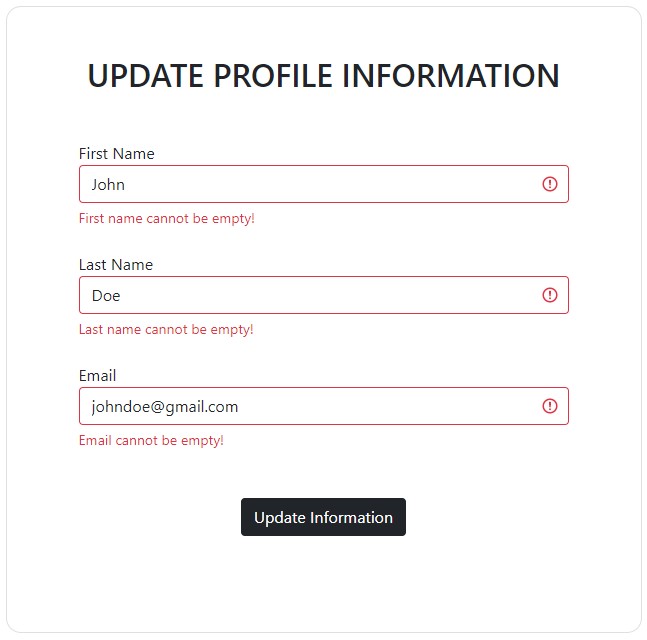 UPDATE PROFILE INFORMATION
First Name
John
First name cannot be empty!
Last Name
Doe
Last name cannot be empty!
Email
johndoe@gmail.com
Email cannot be empty!
Update Information